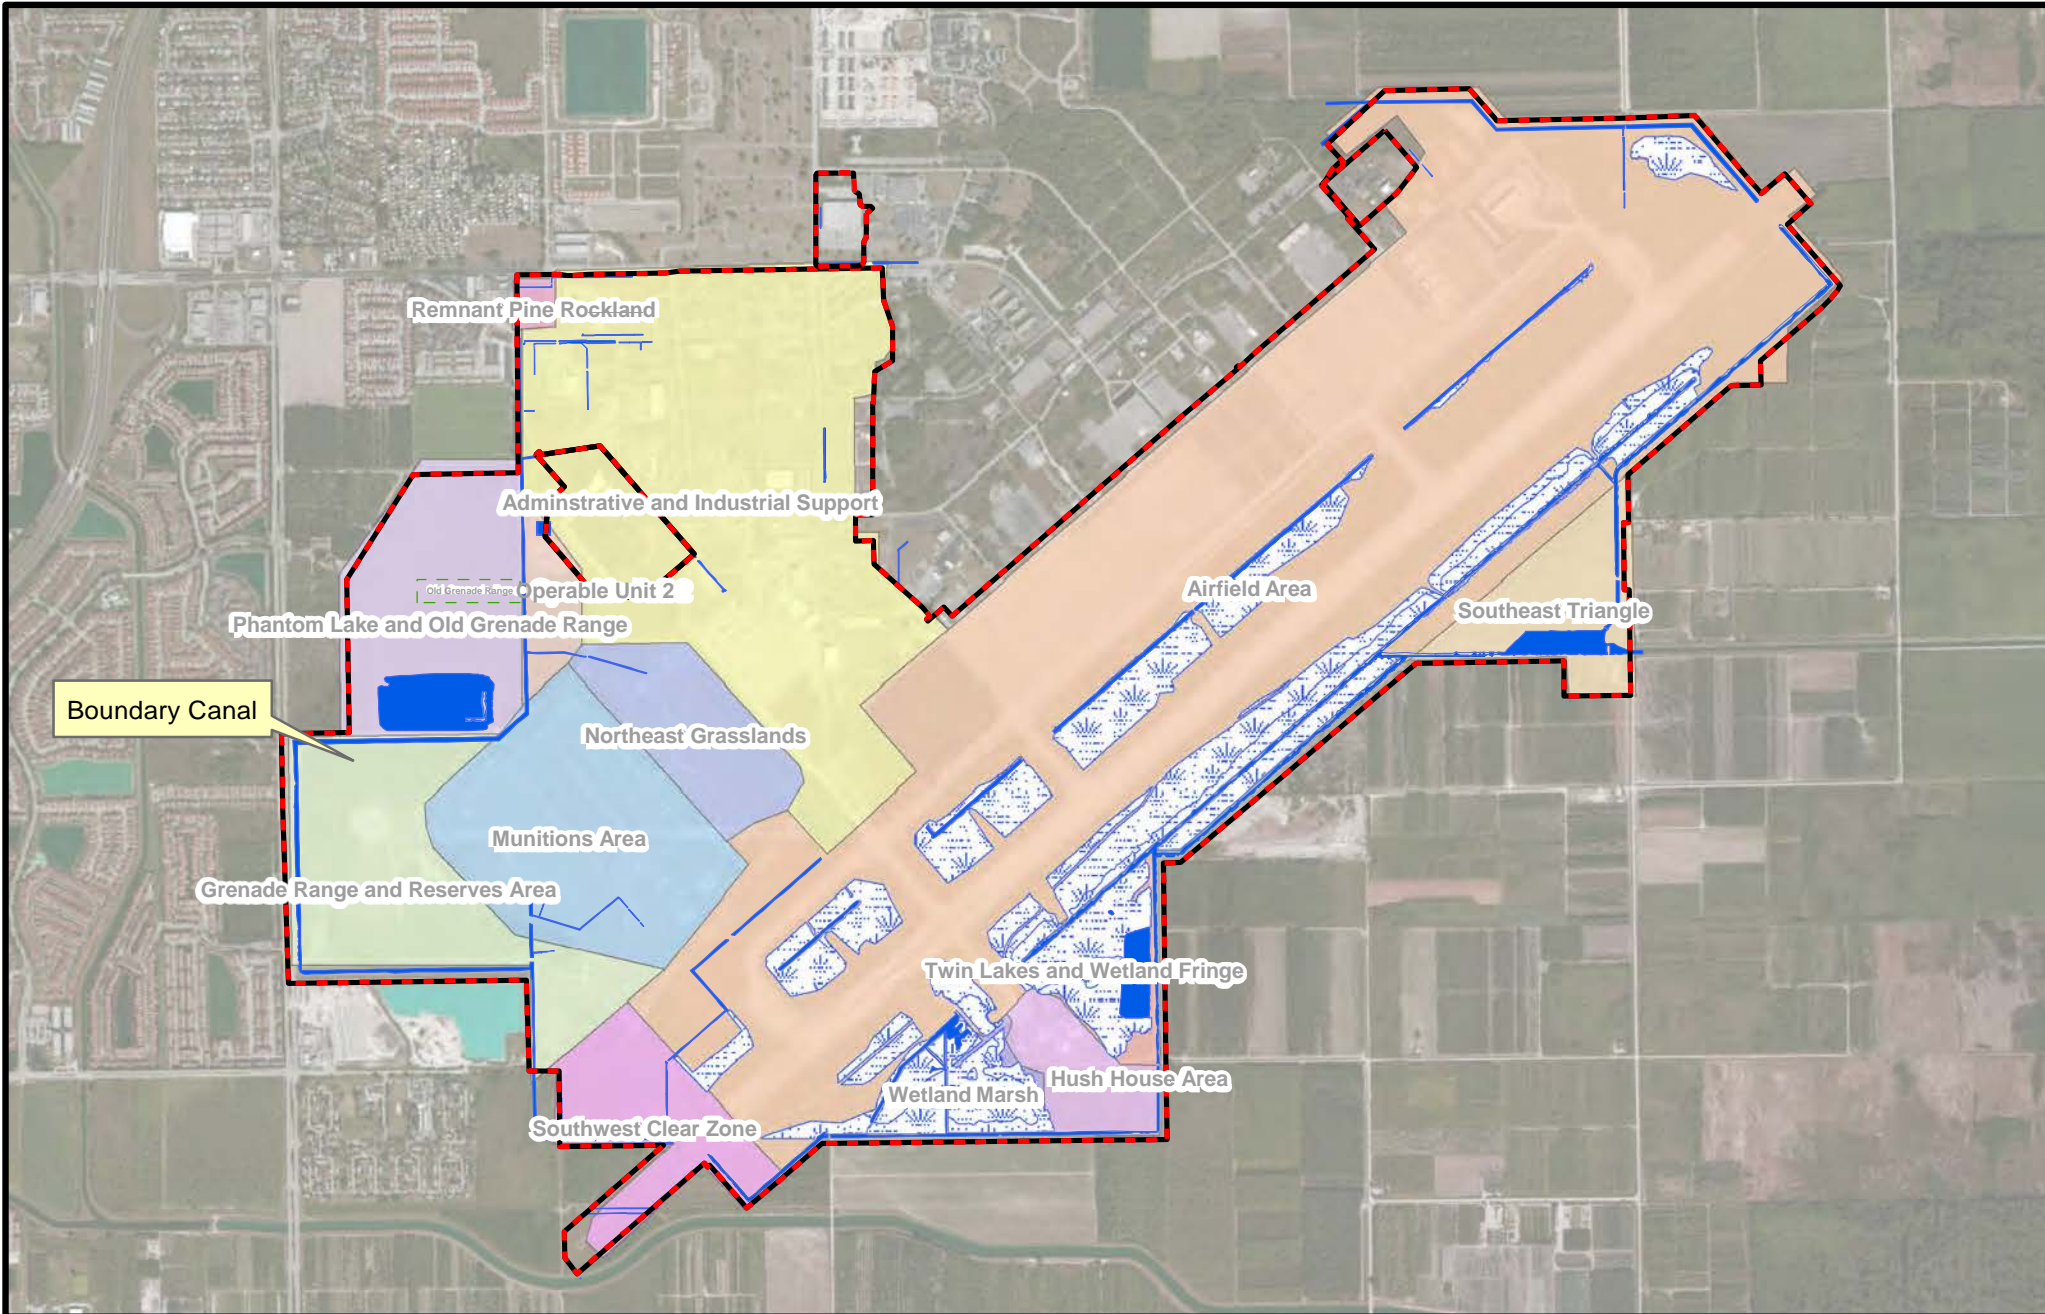 Remnant Pine Rockland
Adminstrative and Industrial Support
Airfield Area
Old Grenade Range
Operable Unit 2
Southeast Triangle
Phantom Lake and Old Grenade Range
Boundary Canal
Northeast Grasslands
Munitions Area
Grenade Range and Reserves Area
Twin Lakes and Wetland Fringe
Hush House Area
Wetland Marsh
Southwest Clear Zone